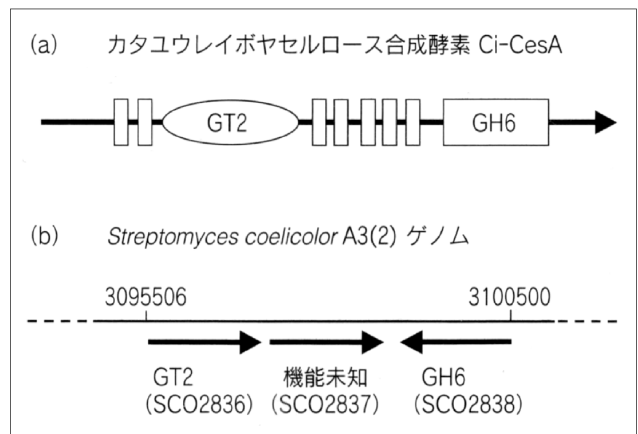 (a) カタユウレイボヤセルロース合成酵素 Ci-CesA
GT2 GH6
(b) Streptomyces coelicolor A3(2) ゲノム
3095506 3100500
GT2 機能未知 GH6
(SCO2836) (SCO2837) (SCO2838)